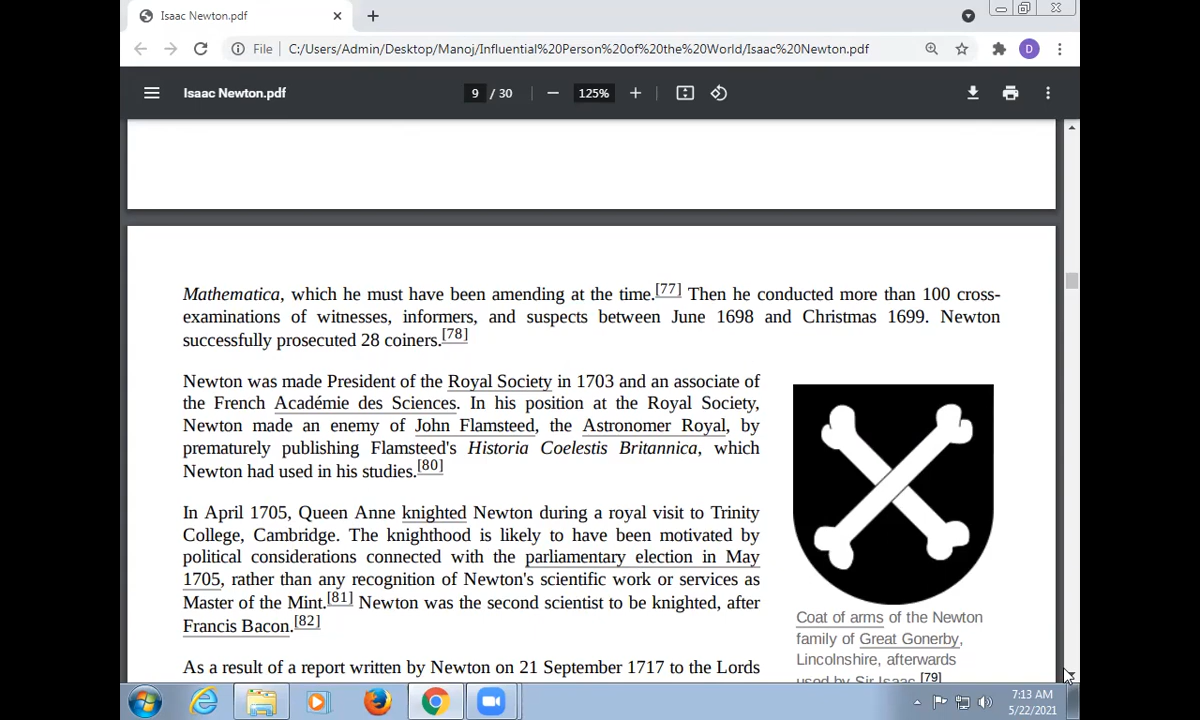 Isaac Newton.pdf
File
C:/Users/Admin/Desktop/Manoj/Influential%20Person%20of%20the%20World/Isaac%20Newton.pdf
D
Isaac Newton.pdf
9 / 30
125%
Mathematica, which he must have been amending at the time.[77] Then he conducted more than 100 cross-
examinations of witnesses, informers, and suspects between June 1698 and Christmas 1699. Newton
successfully prosecuted 28 coiners.[78]
Newton was made President of the Royal Society in 1703 and an associate of
the French Académie des Sciences. In his position at the Royal Society,
Newton made an enemy of John Flamsteed, the Astronomer Royal, by
prematurely publishing Flamsteed's Historia Coelestis Britannica, which
Newton had used in his studies.[80]
In April 1705, Queen Anne knighted Newton during a royal visit to Trinity
College, Cambridge. The knighthood is likely to have been motivated by
political considerations connected with the parliamentary election in May
1705, rather than any recognition of Newton's scientific work or services as
Master of the Mint.[81] Newton was the second scientist to be knighted, after
Francis Bacon.[82]
As a result of a report written by Newton on 21 September 1717 to the Lords
Coat of arms of the Newton
family of Great Gonerby,
Lincolnshire, afterwards
used by Sir Isaac.[79]
7:13 AM
5/22/2021